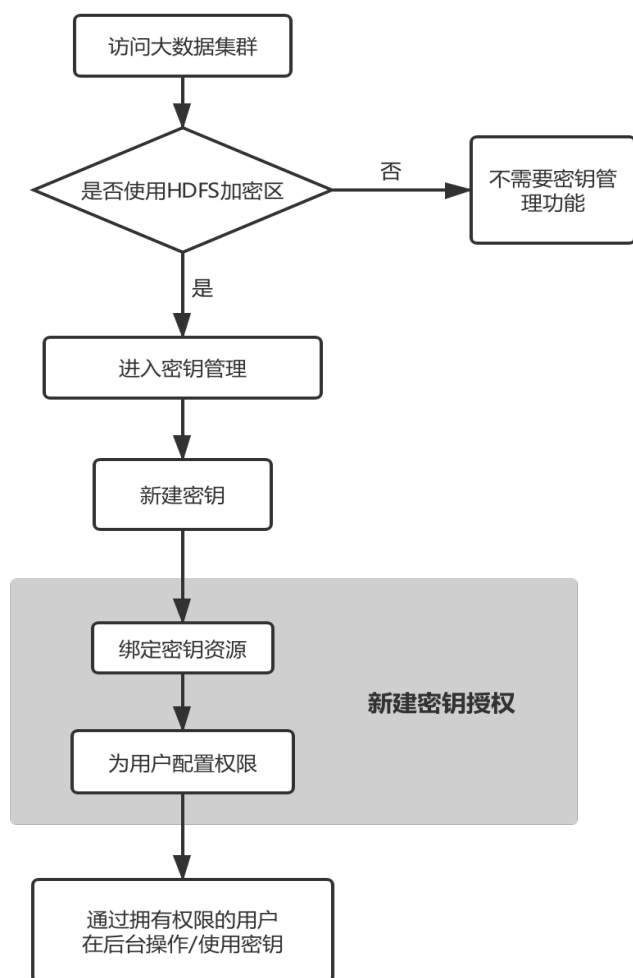 访问大数据集群
是否使用HDFS加密区
否
不需要密钥管
理功能
是
进入密钥管理
新建密钥
绑定密钥资源
新建密钥授权
为用户配置权限
通过拥有权限的用户
在后台操作/使用密钥